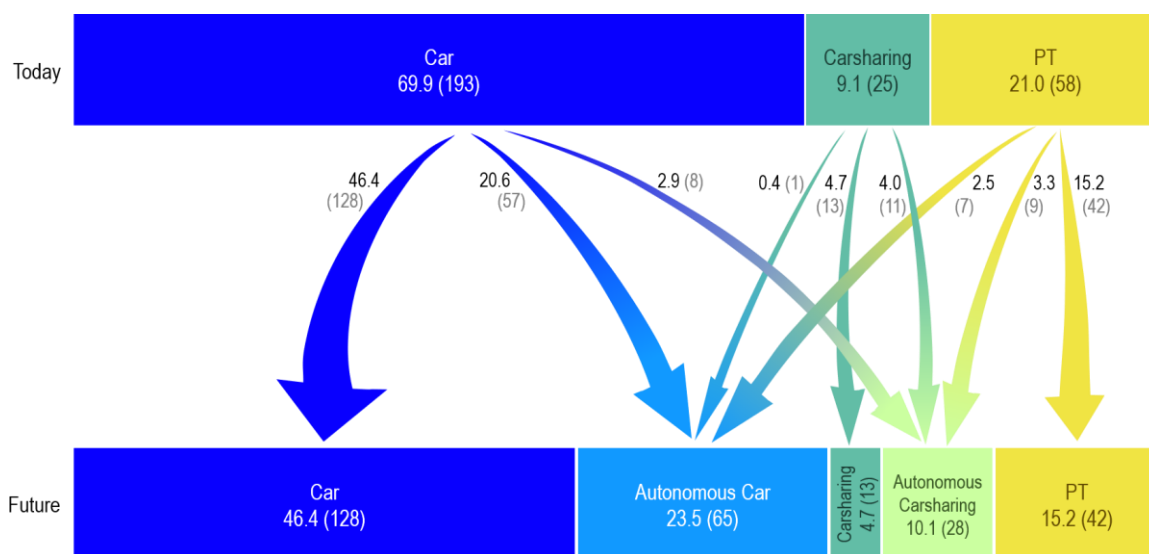 Today
Car
69.9 (193)
Carsharing
9.1 (25)
PT
21.0 (58)
46.4
(128)
20.6
(57)
2.9 (8)
0.4 (1)
4.7
(13)
4.0
(11)
2.5
(7)
3.3
(9)
15.2
(42)
Future
Car
46.4 (128)
Autonomous Car
23.5 (65)
Carsharing
4.7 (13)
Autonomous
Carsharing
10.1 (28)
PT
15.2 (42)